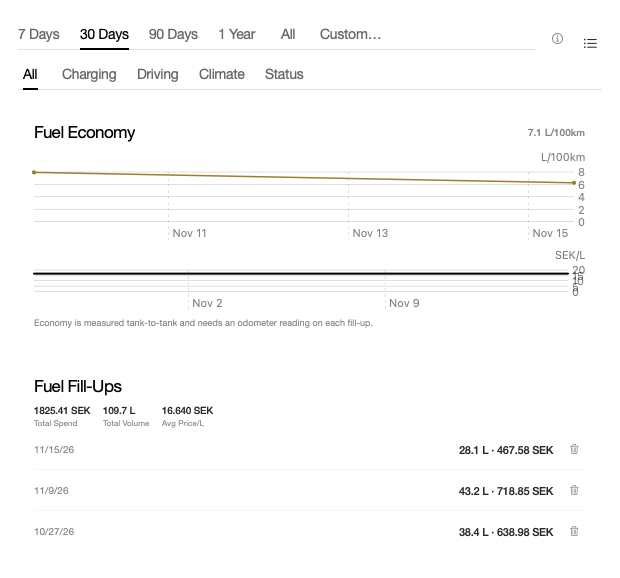 7 Days 30 Days 90 Days 1 Year All Custom...
All Charging Driving Climate Status
Fuel Economy 7.1 L/100km
L/100km
8
6
4
2
0
Nov 11 Nov 13 Nov 15
SEK/L
20
15
10
5
0
Nov 2 Nov 9
Economy is measured tank-to-tank and needs an odometer reading on each fill-up.
Fuel Fill-Ups
1825.41 SEK 109.7 L 16.640 SEK
Total Spend Total Volume Avg Price/L
11/15/26 28.1 L · 467.58 SEK
11/9/26 43.2 L · 718.85 SEK
10/27/26 38.4 L · 638.98 SEK